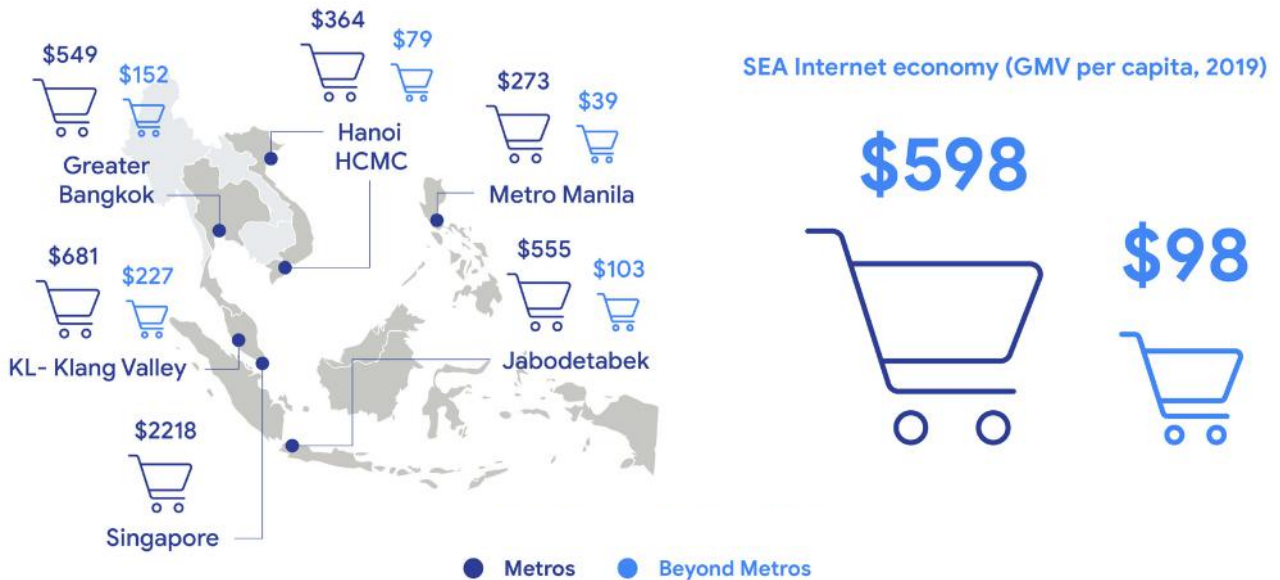 $364
$79
$549
$152
$273
$39
SEA Internet economy (GMV per capita, 2019)
Hanoi
HCMC
Greater
Bangkok
Metro Manila
$598
$98
$681
$227
$555
$103
KL- Klang Valley
Jabodetabek
$2218
Singapore
Metros
Beyond Metros